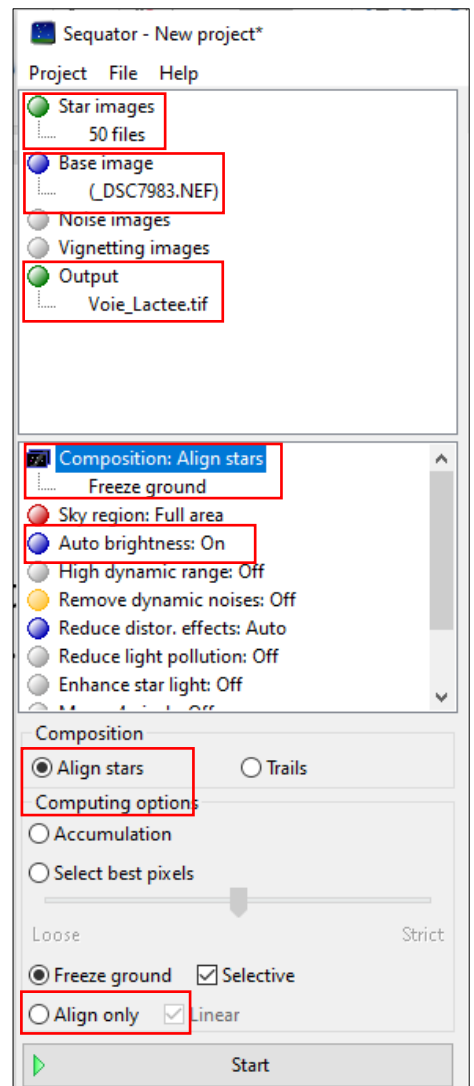 Sequator - New project*
Project File Help
Star images
50 files
Base image
(_DSC7983.NEF)
Noise images
Vignetting images
Output
Voie_Lactee.tif
Composition: Align stars
Freeze ground
Sky region: Full area
Auto brightness: On
High dynamic range: Off
Remove dynamic noises: Off
Reduce distor. effects: Auto
Reduce light pollution: Off
Enhance star light: Off
Composition
Align stars Trails
Computing options
Accumulation
Select best pixels
Loose Strict
Freeze ground Selective
Align only Linear
Start